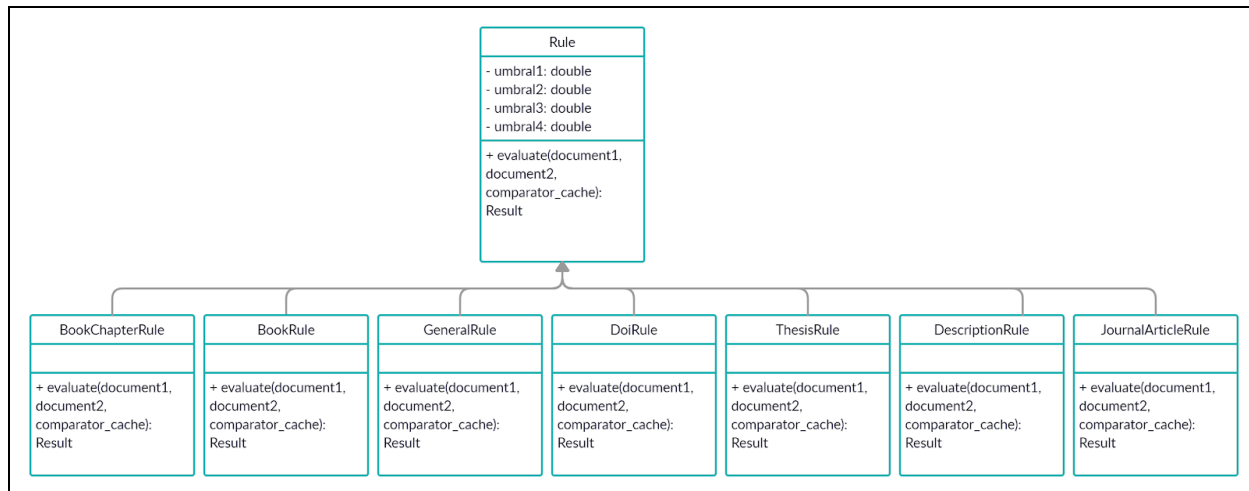 Rule
- umbral1: double
- umbral2: double
- umbral3: double
- umbral4: double
+ evaluate(document1,
document2,
comparator_cache):
Result
BookChapterRule
+ evaluate(document1,
document2,
comparator_cache):
Result
BookRule
+ evaluate(document1,
document2,
comparator_cache):
Result
GeneralRule
+ evaluate(document1,
document2,
comparator_cache):
Result
DoiRule
+ evaluate(document1,
document2,
comparator_cache):
Result
ThesisRule
+ evaluate(document1,
document2,
comparator_cache):
Result
DescriptionRule
+ evaluate(document1,
document2,
comparator_cache):
Result
JournalArticleRule
+ evaluate(document1,
document2,
comparator_cache):
Result